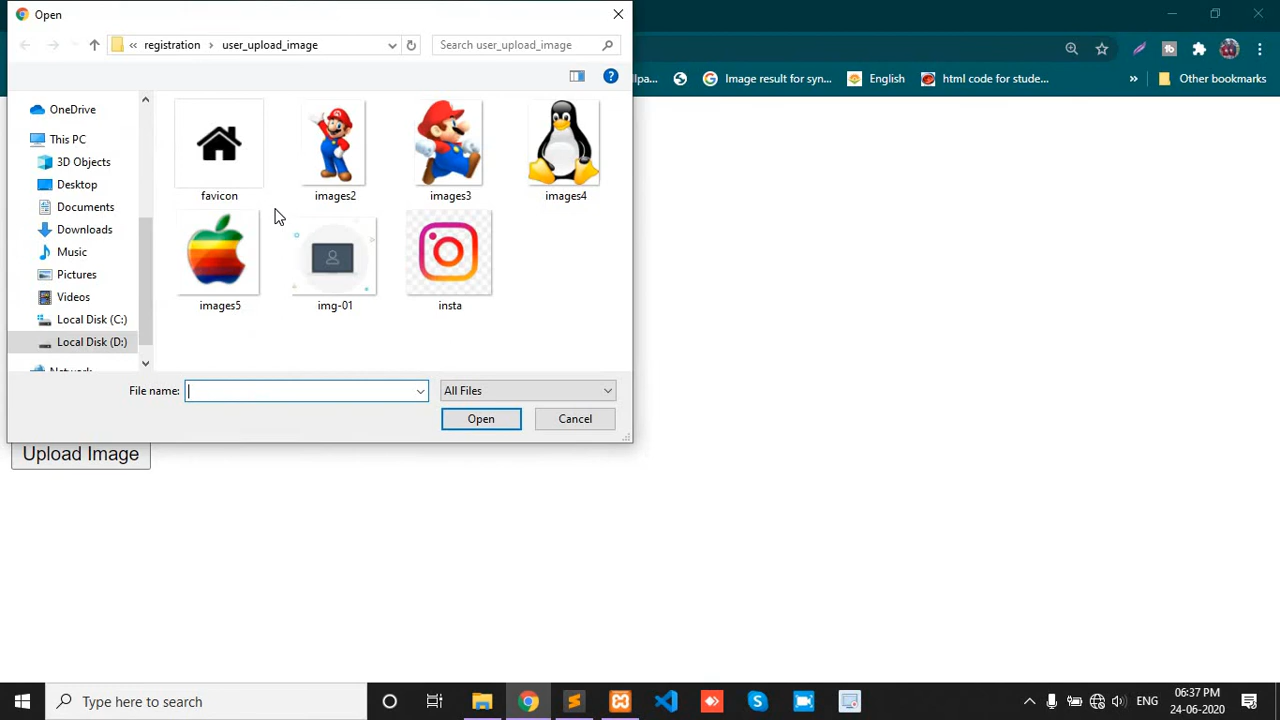 Open
registration
user_upload_image
Search user_upload_image
llpa...
Image result for syn...
English
html code for stude...
Other bookmarks
OneDrive
This PC
3D Objects
Desktop
Documents
Downloads
Music
Pictures
Videos
Local Disk (C:)
Local Disk (D:)
Network
favicon
images2
images3
images4
images5
img-01
insta
File name:
All Files
Open
Cancel
Upload Image
Type here to search
ENG
06:37 PM
24-06-2020